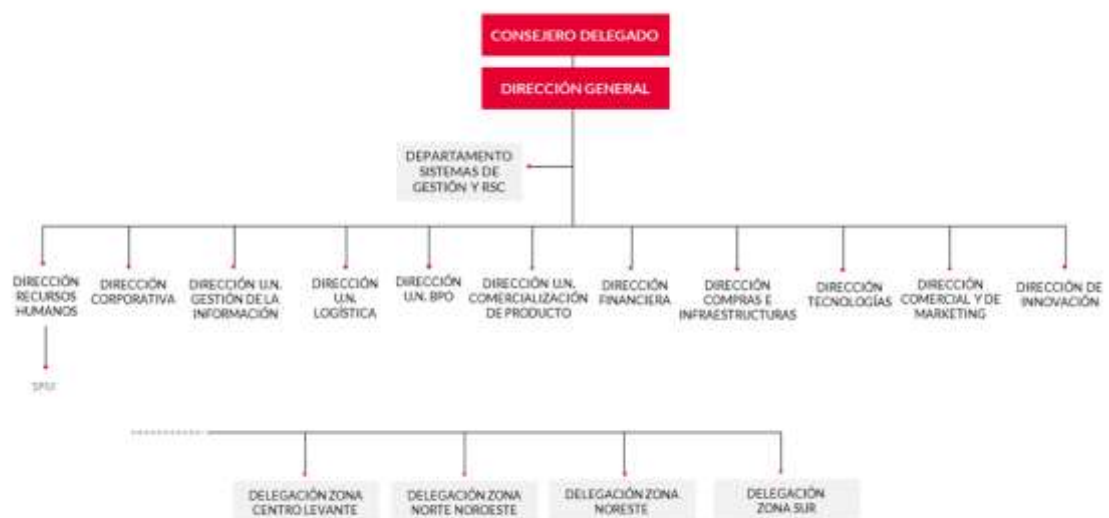 CONSEJERO DELEGADO
DIRECCIÓN GENERAL
DEPARTAMENTO
SISTEMAS DE
GESTIÓN Y RSC
DIRECCIÓN
RECURSOS
HUMANOS
DIRECCIÓN
CORPORATIVA
DIRECCIÓN U.N.
GESTIÓN DE LA
INFORMACIÓN
DIRECCIÓN
U.N.
LOGÍSTICA
DIRECCIÓN
U.N. BPO
DIRECCIÓN U.N.
COMERCIALIZACIÓN
DE PRODUCTO
DIRECCIÓN
FINANCIERA
DIRECCIÓN
COMPRAS E
INFRAESTRUCTURAS
DIRECCIÓN
TECNOLOGÍAS
DIRECCIÓN
COMERCIAL Y DE
MARKETING
DIRECCIÓN DE
INNOVACIÓN
DELEGACIÓN ZONA
CENTRO LEVANTE
DELEGACIÓN ZONA
NORTE NOROESTE
DELEGACIÓN ZONA
NORESTE
DELEGACIÓN
ZONA SUR